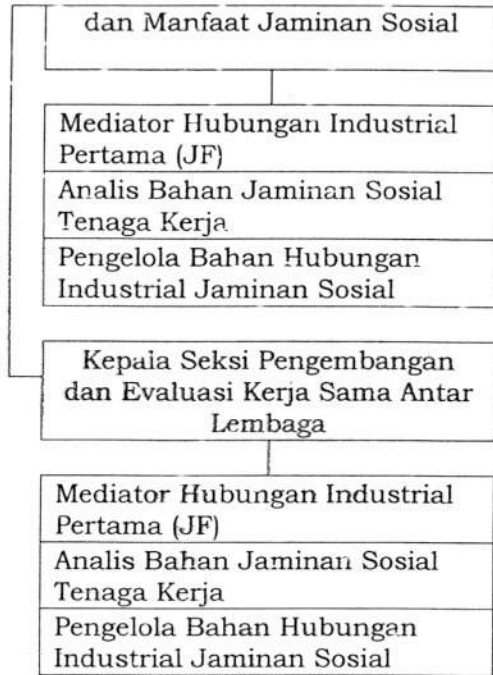 dan Manfaat Jaminan Sosial
Mediator Hubungan Industrial
Pertama (JF)
Analis Bahan Jaminan Sosial
Tenaga Kerja
Pengelola Bahan Hubungan
Industrial Jaminan Sosial
Kepala Seksi Pengembangan
dan Evaluasi Kerja Sama Antar
Lembaga
Mediator Hubungan Industrial
Pertama (JF)
Analis Bahan Jaminan Sosial
Tenaga Kerja
Pengelola Bahan Hubungan
Industrial Jaminan Sosial